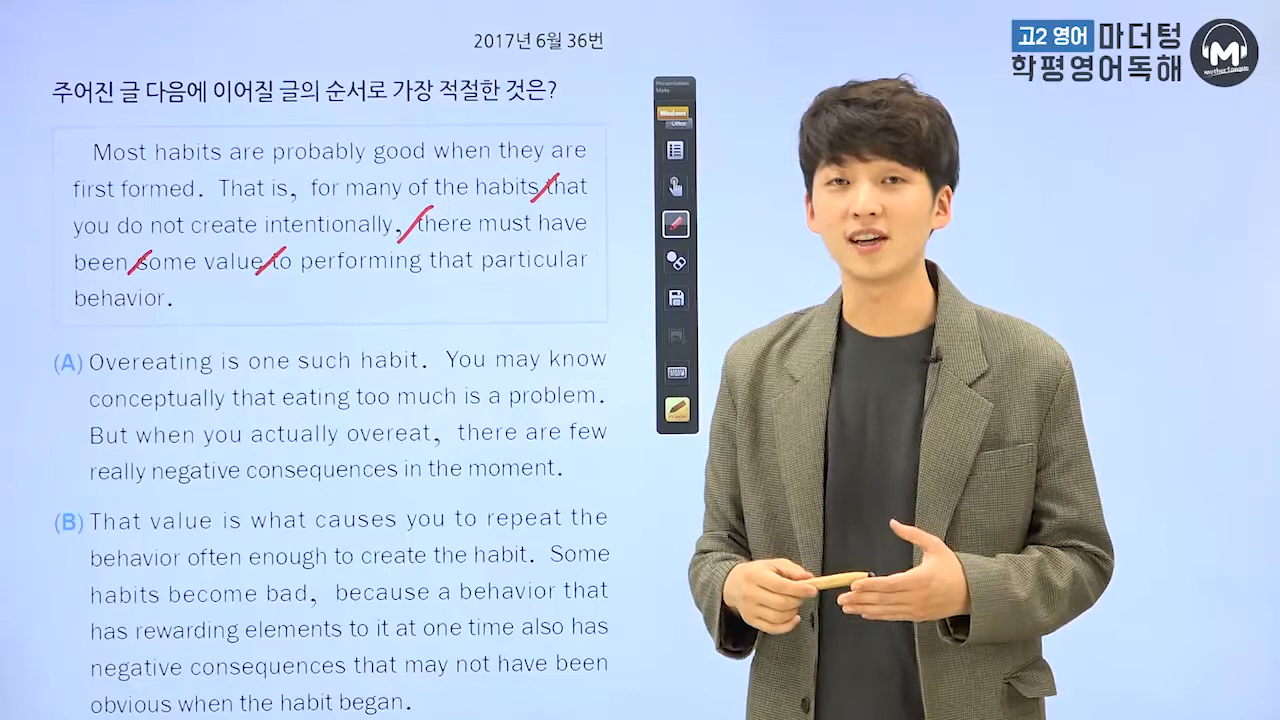 2017년 6월 36번
고2 영어 마더텅
학평영어독해
mother tongue
주어진 글 다음에 이어질 글의 순서로 가장 적절한 것은?
Presentation
Mate
Windows
Office
Most habits are probably good when they are
first formed. That is, for many of the habits that
you do not create intentionally, there must have
been some value to performing that particular
behavior.
(A) Overeating is one such habit. You may know
conceptually that eating too much is a problem.
But when you actually overeat, there are few
really negative consequences in the moment.
(B) That value is what causes you to repeat the
behavior often enough to create the habit. Some
habits become bad, because a behavior that
has rewarding elements to it at one time also has
negative consequences that may not have been
obvious when the habit began.